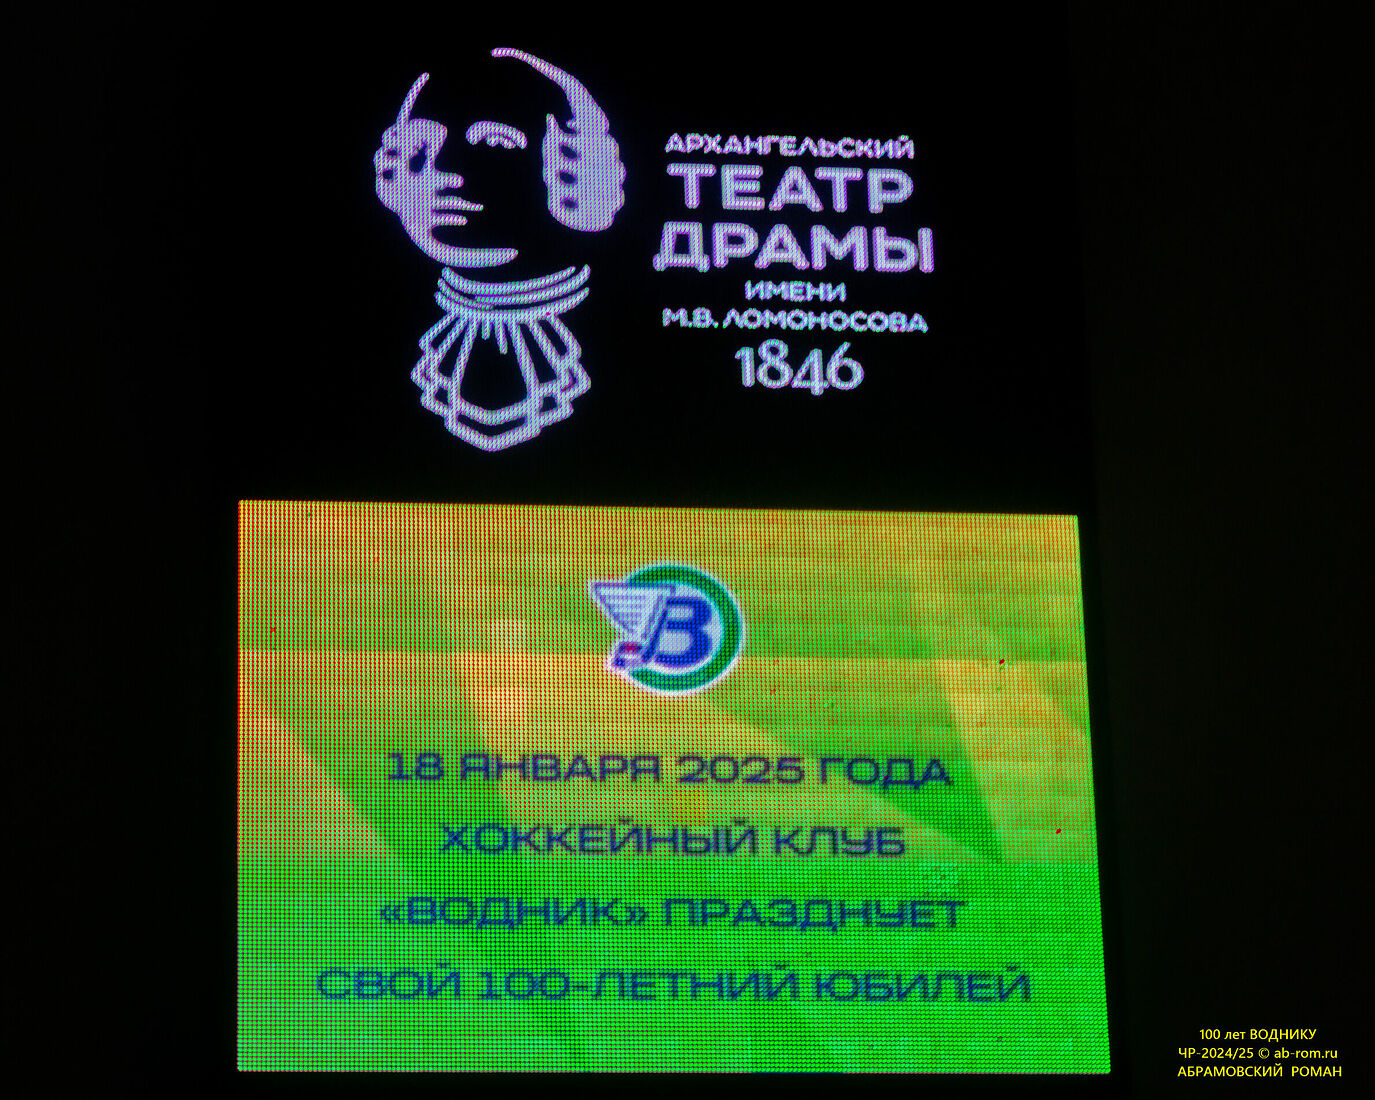 АРХАНГЕЛЬСКИЙ
ТЕАТР
ДРАМЫ
ИМЕНИ
М.В. ЛОМОНОСОВА
1846
В
18 ЯНВАРЯ 2025 ГОДА
ХОККЕЙНЫЙ КЛУБ
«ВОДНИК» ПРАЗДНУЕТ
СВОЙ 100-ЛЕТНИЙ ЮБИЛЕЙ
100 лет ВОДНИКУ
ЧР-2024/25 © ab-rom.ru
АБРАМОВСКИЙ РОМАН